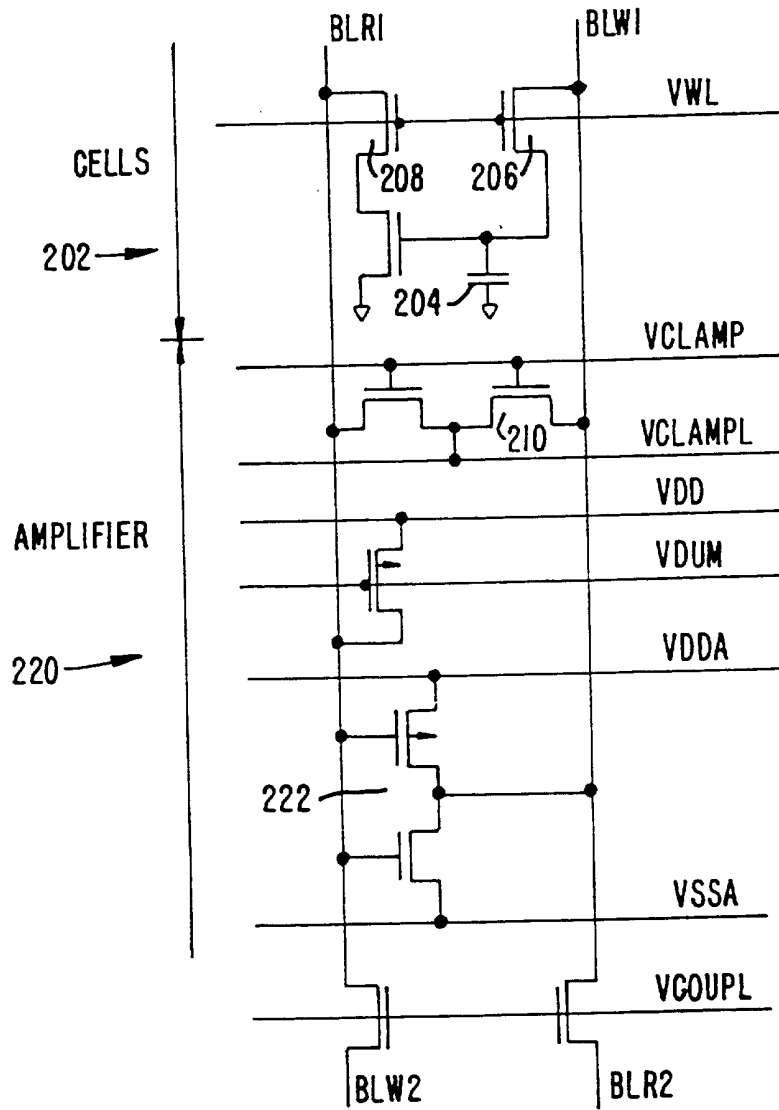 BLR1
BLW1
VWL
CELLS
208
206
202
204
VCLAMP
210
VCLAMPL
VDD
AMPLIFIER
VDUM
220
VDDA
222
VSSA
VCOUPL
BLW2
BLR2